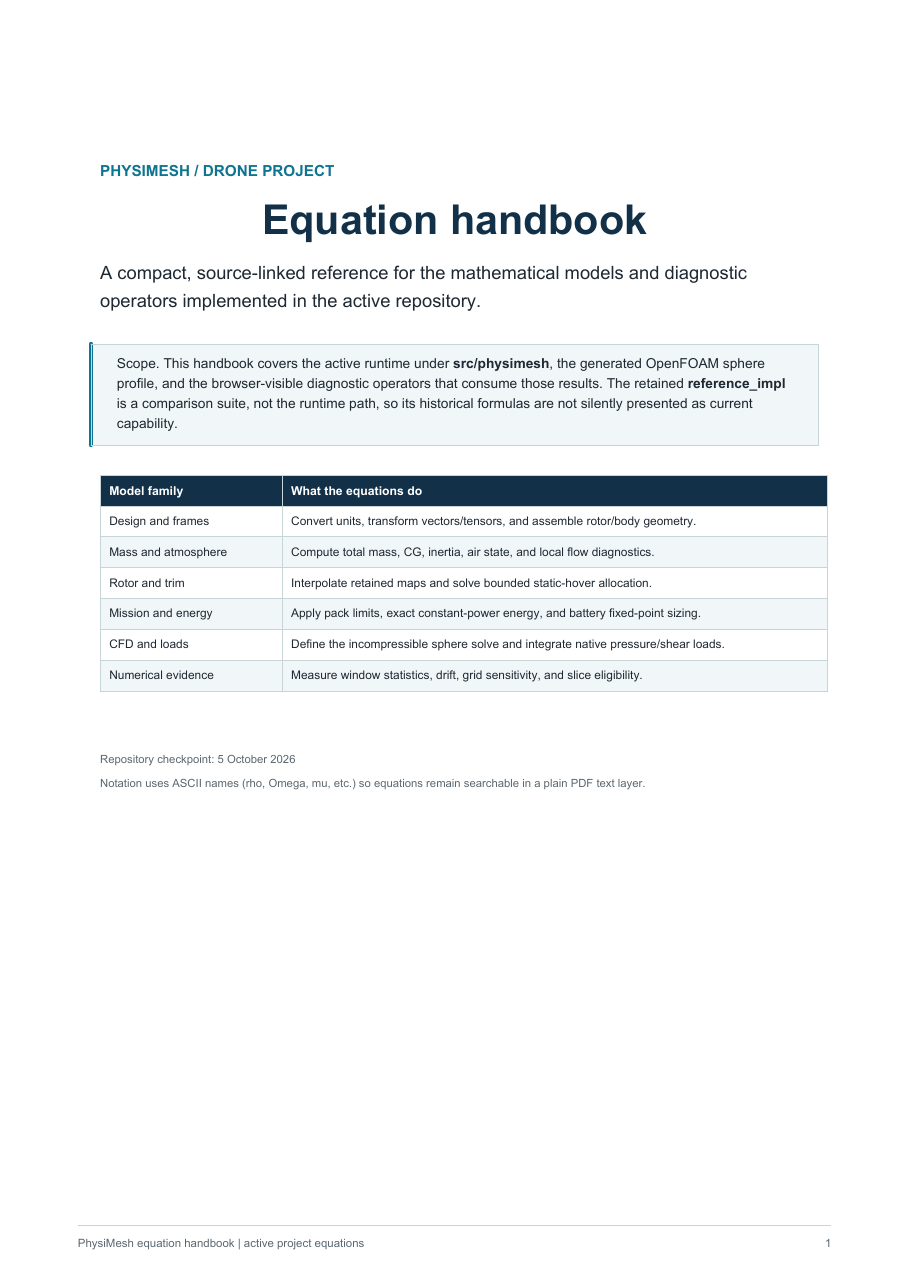 PHYSIMESH / DRONE PROJECT
Equation handbook
A compact, source-linked reference for the mathematical models and diagnostic
operators implemented in the active repository.
Scope. This handbook covers the active runtime under src/physimesh, the generated OpenFOAM sphere
profile, and the browser-visible diagnostic operators that consume those results. The retained reference_impl
is a comparison suite, not the runtime path, so its historical formulas are not silently presented as current
capability.
Model family What the equations do
Design and frames Convert units, transform vectors/tensors, and assemble rotor/body geometry.
Mass and atmosphere Compute total mass, CG, inertia, air state, and local flow diagnostics.
Rotor and trim Interpolate retained maps and solve bounded static-hover allocation.
Mission and energy Apply pack limits, exact constant-power energy, and battery fixed-point sizing.
CFD and loads Define the incompressible sphere solve and integrate native pressure/shear loads.
Numerical evidence Measure window statistics, drift, grid sensitivity, and slice eligibility.
Repository checkpoint: 5 October 2026
Notation uses ASCII names (rho, Omega, mu, etc.) so equations remain searchable in a plain PDF text layer.
PhysiMesh equation handbook | active project equations 1